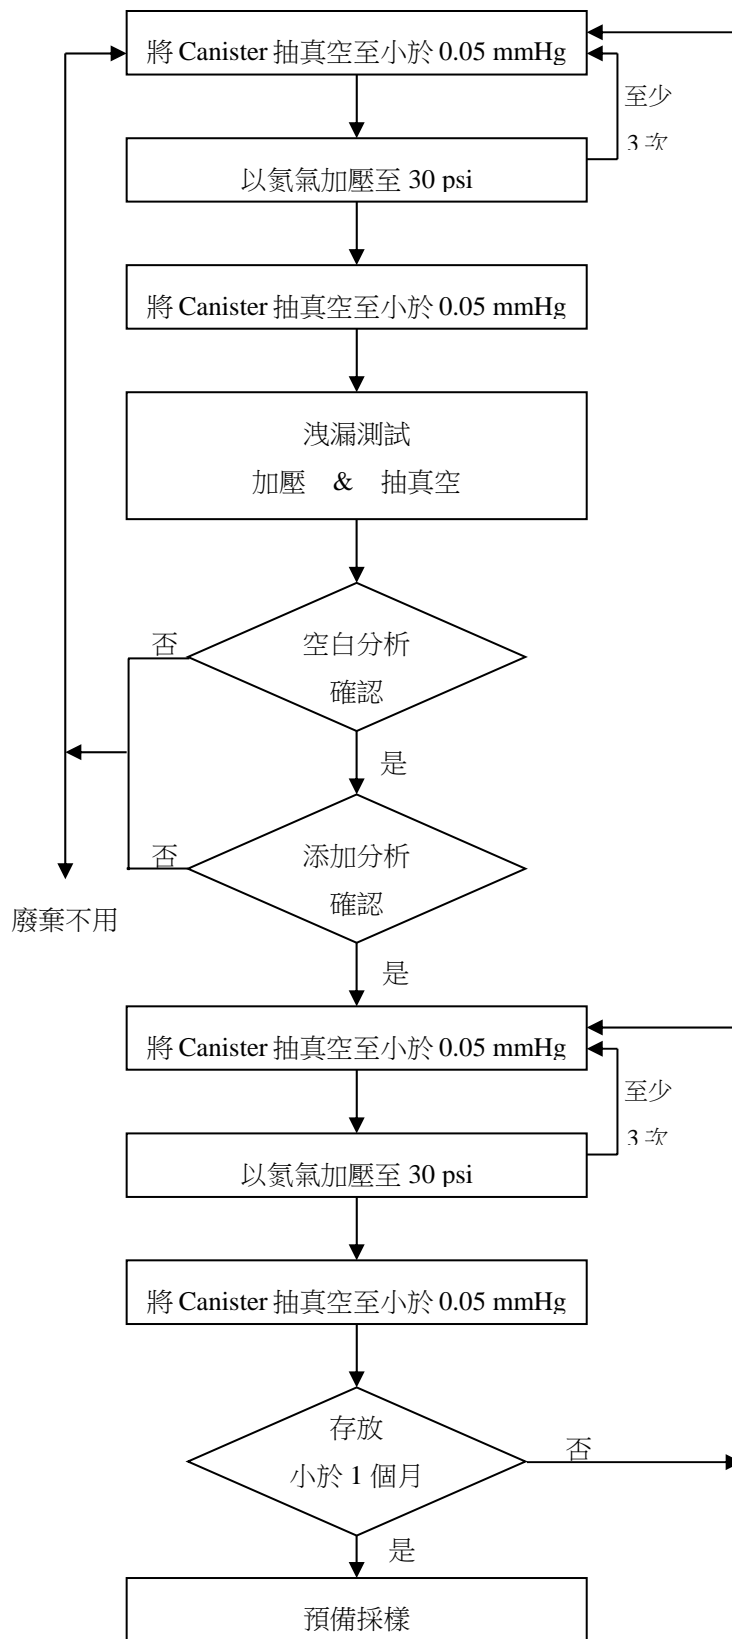 將 Canister 抽真空至小於 0.05 mmHg
至少
3 次
以氮氣加壓至 30 psi
將 Canister 抽真空至小於 0.05 mmHg
洩漏測試
加壓 & 抽真空
否
空白分析
確認
是
否
添加分析
確認
廢棄不用
是
將 Canister 抽真空至小於 0.05 mmHg
至少
3 次
以氮氣加壓至 30 psi
將 Canister 抽真空至小於 0.05 mmHg
存放
小於 1 個月
否
是
預備採樣